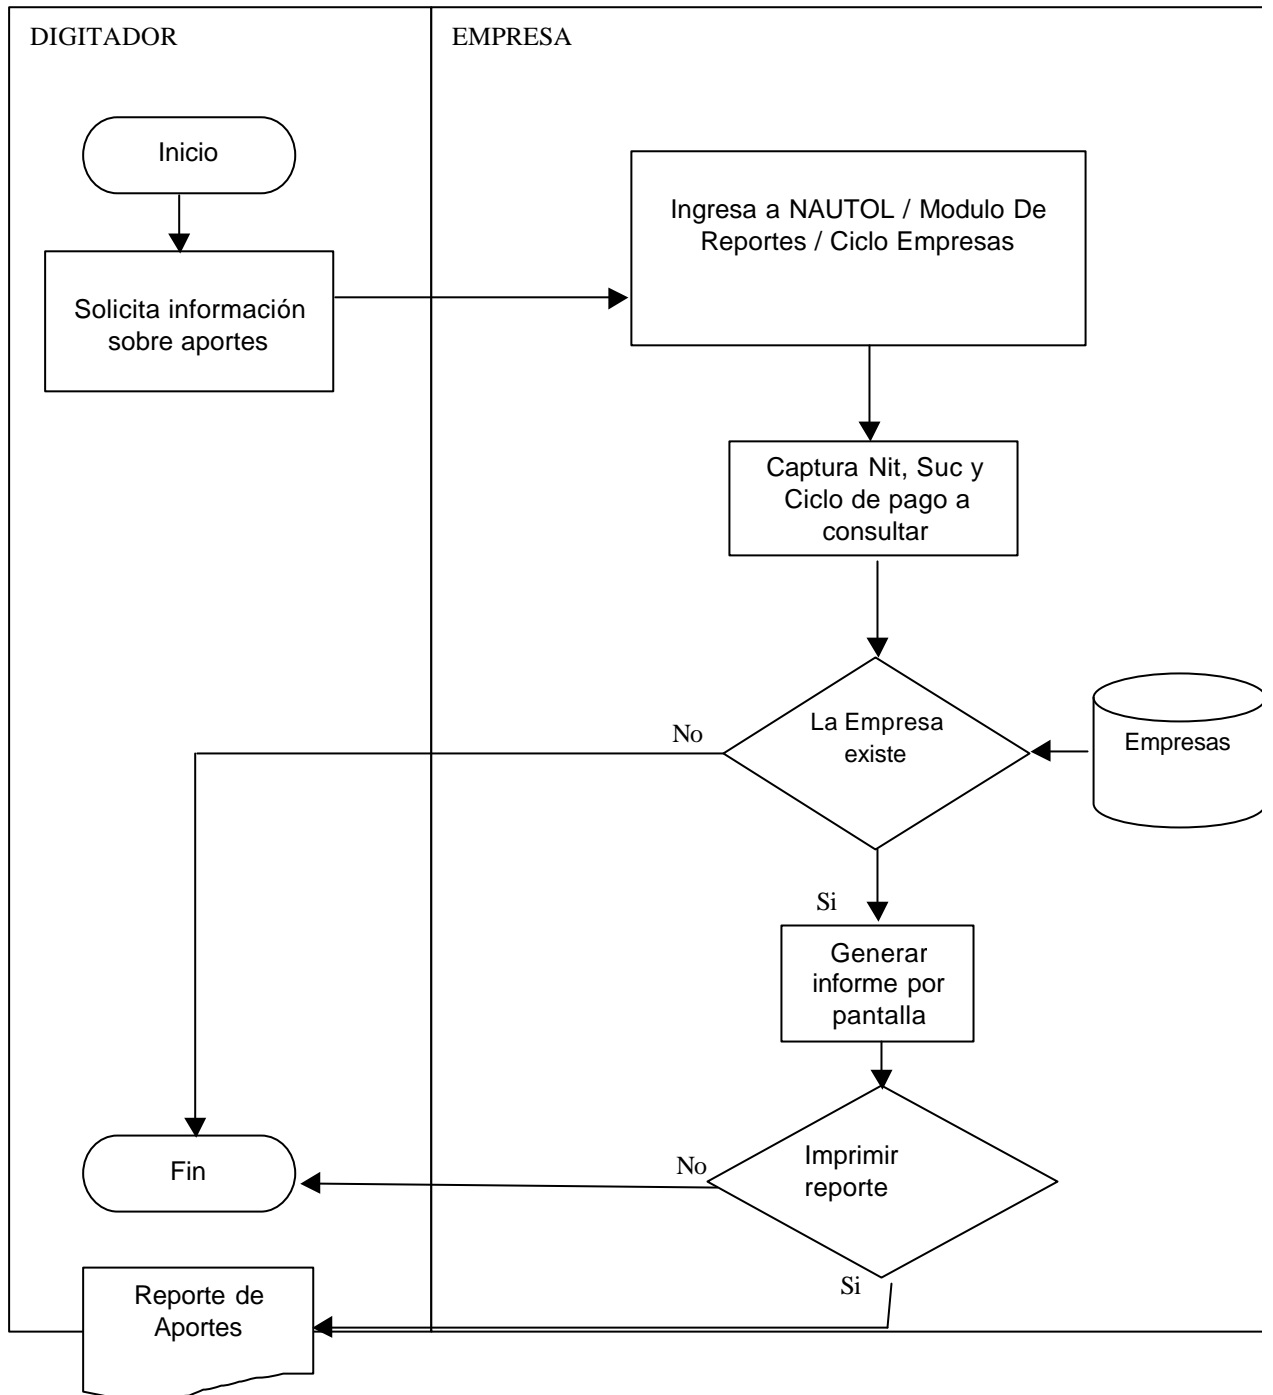 DIGITADOR
EMPRESA
Inicio
Ingresa a NAUTOL / Modulo De
Reportes / Ciclo Empresas
Solicita información
sobre aportes
Captura Nit, Suc y
Ciclo de pago a
consultar
La Empresa
existe
No
Empresas
Si
Generar
informe por
pantalla
Imprimir
reporte
No
Fin
Si
Reporte de
Aportes